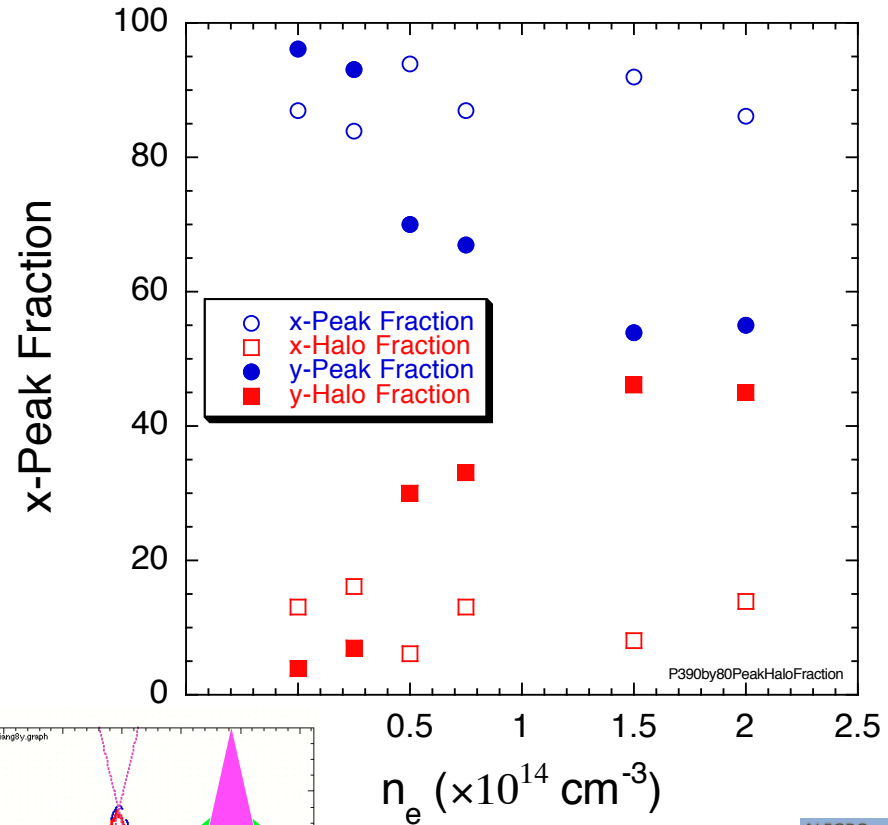 100
80
60
40
20
0
x-Peak Fraction
x-Peak Fraction
x-Halo Fraction
y-Peak Fraction
y-Halo Fraction
P390by80PeakHaloFraction
0.5 1 1.5 2 2.5
n_e (×10^14 cm^-3)